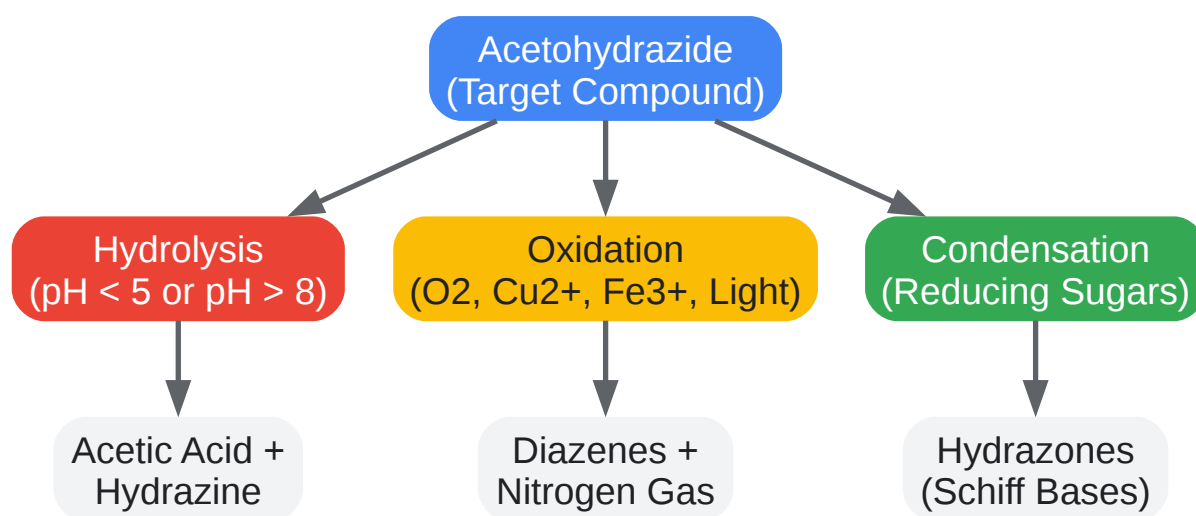 Acetohydrazide
(Target Compound)
Hydrolysis
(pH < 5 or pH > 8)
Oxidation
(O2, Cu2+, Fe3+, Light)
Condensation
(Reducing Sugars)
Acetic Acid +
Hydrazine
Diazenes +
Nitrogen Gas
Hydrazones
(Schiff Bases)